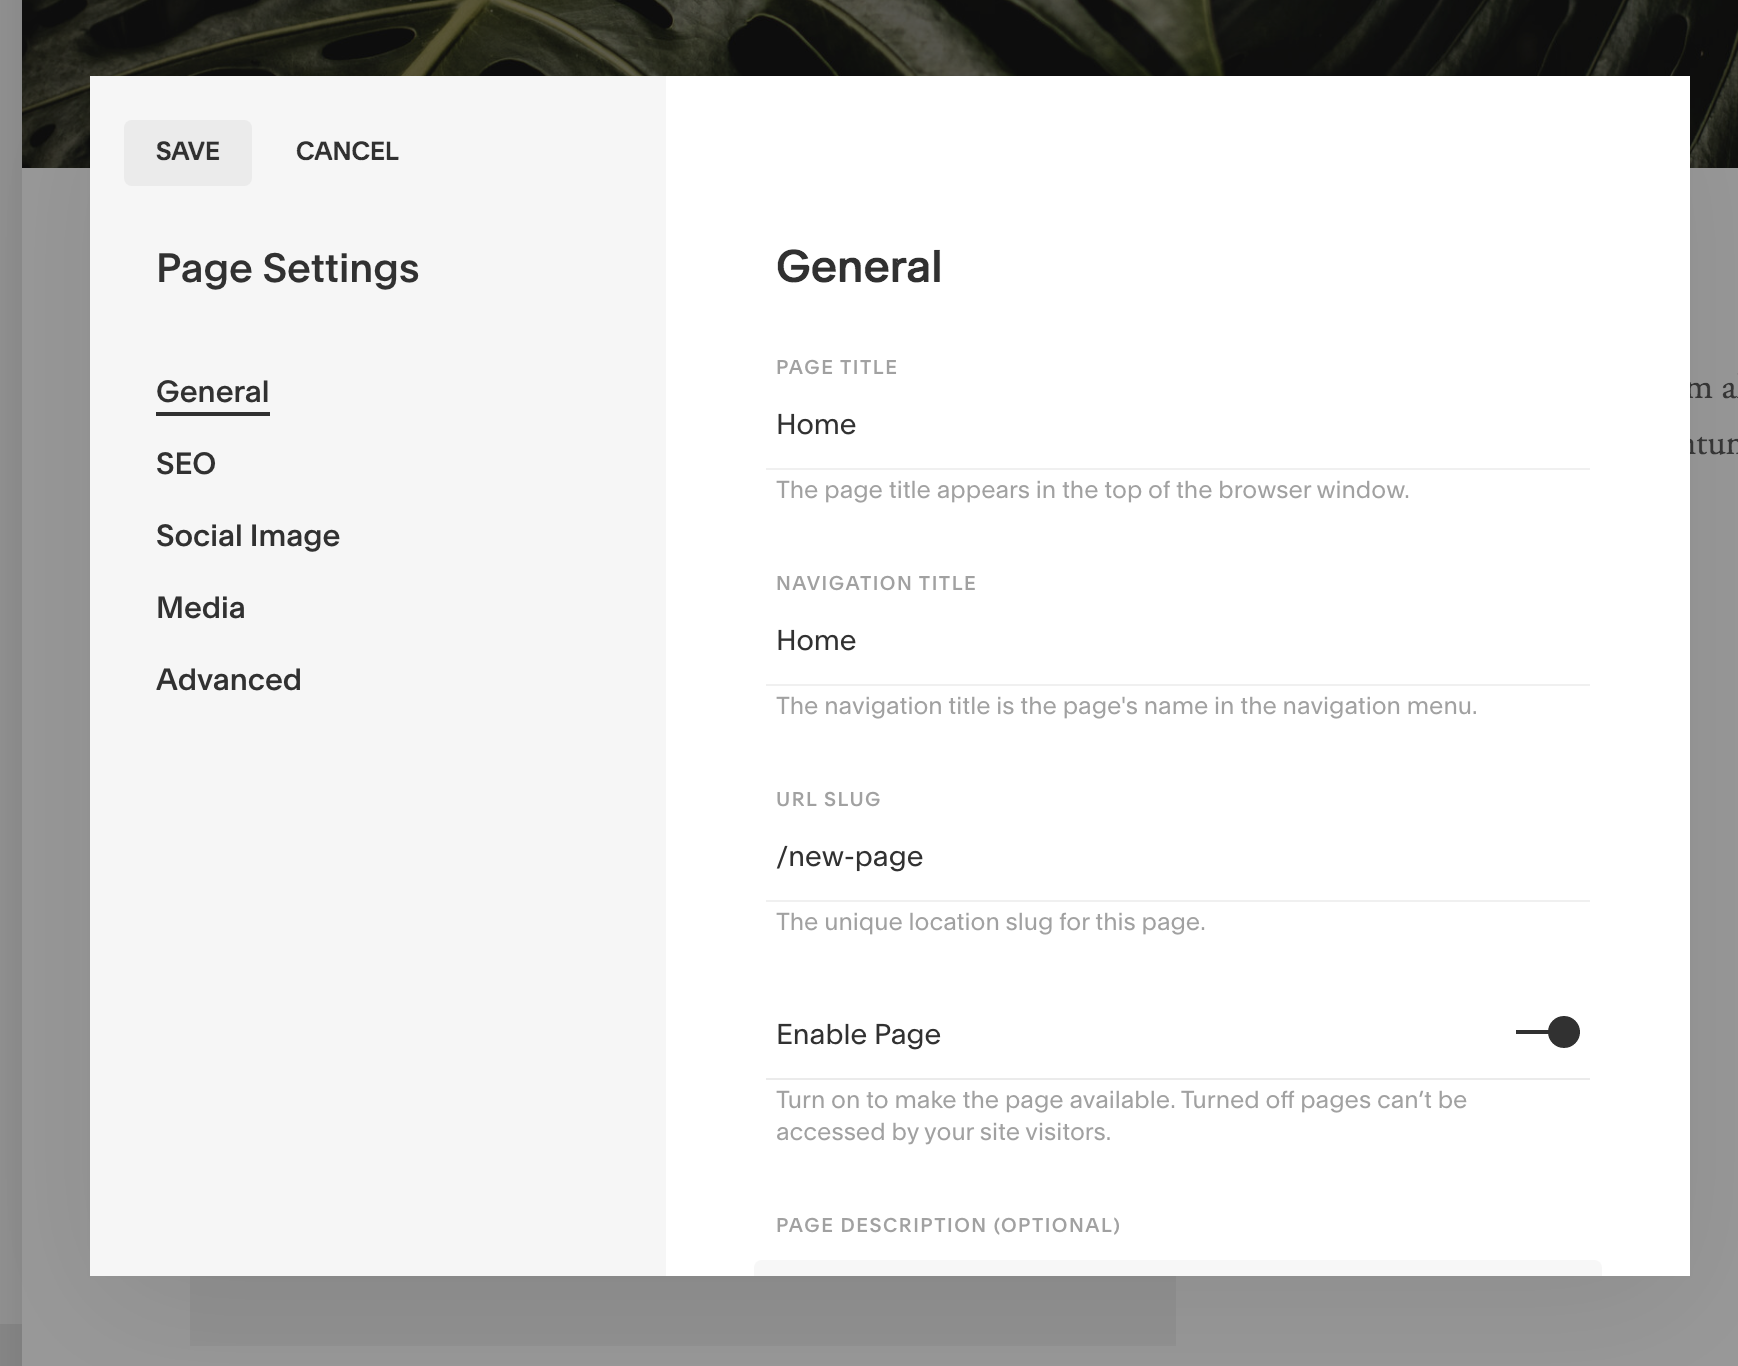 SAVE
CANCEL
Page Settings
General
SEO
Social Image
Media
Advanced
General
PAGE TITLE
Home
The page title appears in the top of the browser window.
NAVIGATION TITLE
Home
The navigation title is the page's name in the navigation menu.
URL SLUG
/new-page
The unique location slug for this page.
Enable Page
Turn on to make the page available. Turned off pages can’t be
accessed by your site visitors.
PAGE DESCRIPTION (OPTIONAL)